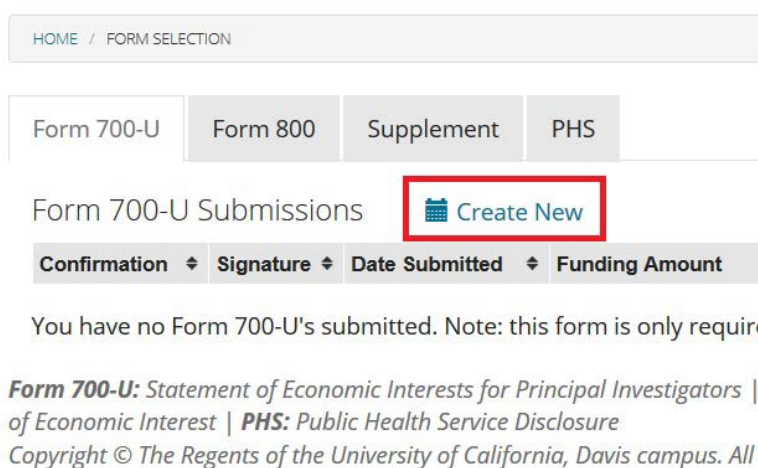 HOME / FORM SELECTION
Form 700-U Form 800 Supplement PHS
Form 700-U Submissions Create New
Confirmation Signature Date Submitted Funding Amount
You have no Form 700-U's submitted. Note: this form is only
Form 700-U: Statement of Economic Interests for Principal Investigators |
of Economic Interest | PHS: Public Health Service Disclosure
Copyright © The Regents of the University of California, Davis campus. All